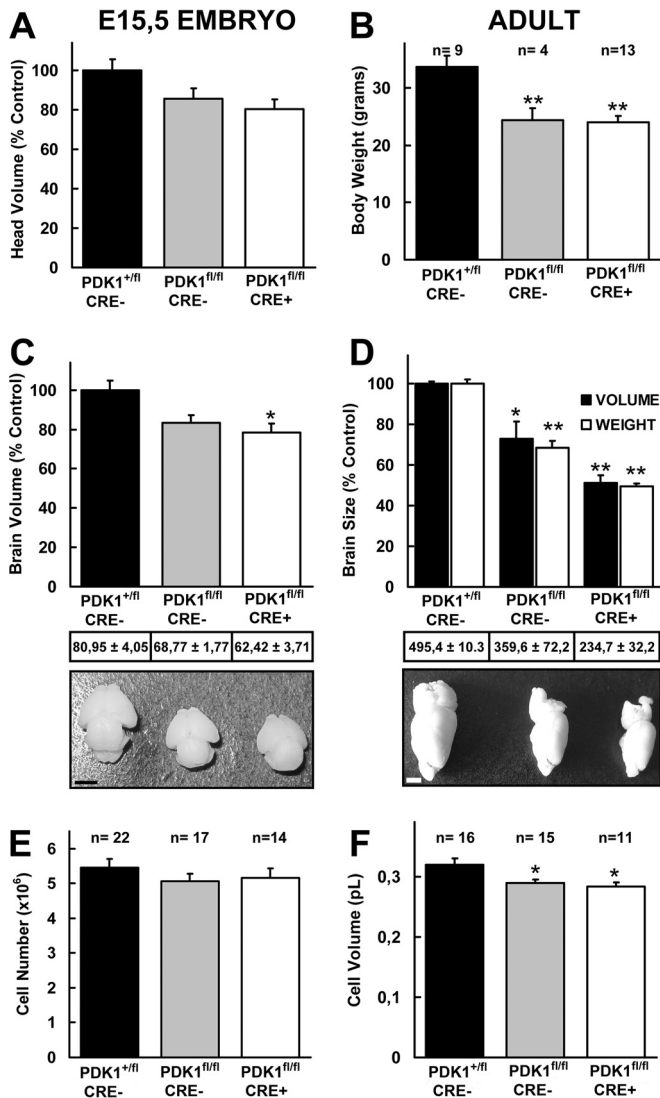 E15,5 EMBRYO
ADULT
A
Head Volume (% Control)
100
80
60
40
20
0
PDK1+/fl PDK1fl/fl PDK1fl/fl
CRE- CRE- CRE+
B
n= 9 n= 4 n=13
Body Weight (grams)
30
20
10
0
** **
PDK1+/fl PDK1fl/fl PDK1fl/fl
CRE- CRE- CRE+
C
Brain Volume (% Control)
100
80
60
40
20
0
*
PDK1+/fl PDK1fl/fl PDK1fl/fl
CRE- CRE- CRE+
80,95 ± 4,05 68,77 ± 1,77 62,42 ± 3,71
D
Brain Size (% Control)
100
80
60
40
20
0
VOLUME
WEIGHT
* **
** **
PDK1+/fl PDK1fl/fl PDK1fl/fl
CRE- CRE- CRE+
495,4 ± 10.3 359,6 ± 72,2 234,7 ± 32,2
E
n= 22 n= 17 n=14
Cell Number (x10⁶)
6
5
4
3
2
1
0
PDK1+/fl PDK1fl/fl PDK1fl/fl
CRE- CRE- CRE+
F
n= 16 n= 15 n=11
Cell Volume (pL)
0,3
0,2
0,1
0
* *
PDK1+/fl PDK1fl/fl PDK1fl/fl
CRE- CRE- CRE+